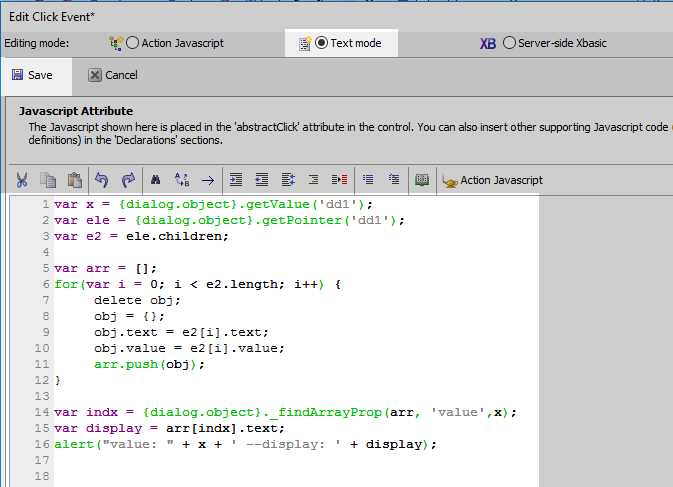 Edit Click Event*
Editing mode: Action Javascript Text mode XB Server-side Xbasic
Save Cancel
Javascript Attribute
The Javascript shown here is placed in the 'abstractClick' attribute in the control. You can also insert other supporting Javascript code (
definitions) in the 'Declarations' sections.
Action Javascript
1 var x = {dialog.object}.getValue('dd1');
2 var ele = {dialog.object}.getPointer('dd1');
3 var e2 = ele.children;
4
5 var arr = [];
6 for(var i = 0; i < e2.length; i++) {
7 delete obj;
8 obj = {};
9 obj.text = e2[i].text;
10 obj.value = e2[i].value;
11 arr.push(obj);
12 }
13
14 var indx = {dialog.object}._findArrayProp(arr, 'value',x);
15 var display = arr[indx].text;
16 alert("value: " + x + ' --display: ' + display);
17
18